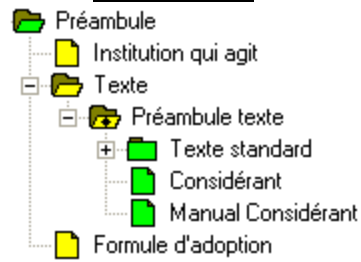 Préambule
Institution qui agit
Texte
Préambule texte
Texte standard
Considérant
Manual Considérant
Formule d'adoption